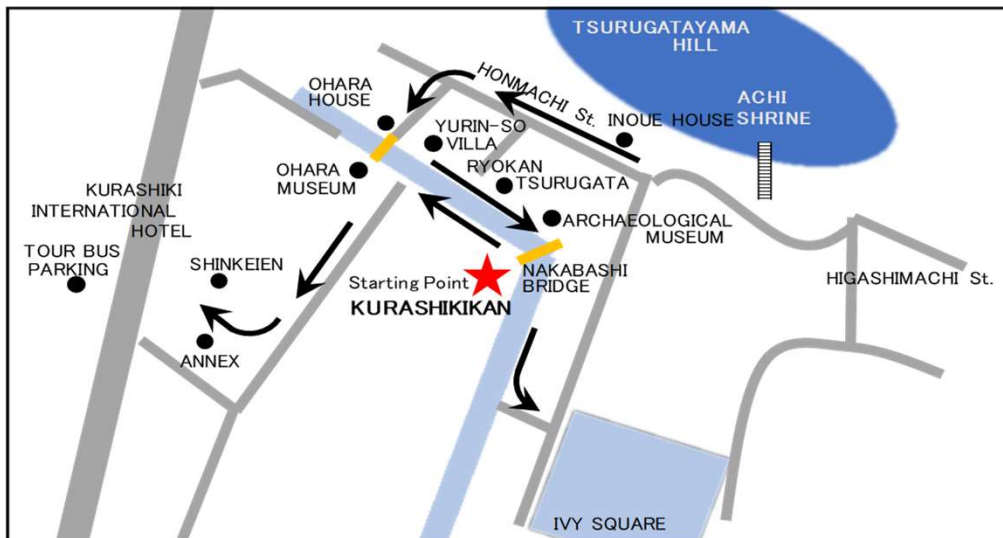 TSURUGATAYAMA
HILL
ACHI
SHRINE
OHARA
HOUSE
HONMACHI St.
INOUE HOUSE
YURIN-SO
VILLA
RYOKAN
TSURUGATA
OHARA
MUSEUM
ARCHAEOLOGICAL
MUSEUM
KURASHIKI
INTERNATIONAL
HOTEL
TOUR BUS
PARKING
SHINKEIEN
Starting Point
KURASHIKIKAN
NAKABASHI
BRIDGE
HIGASHIMACHI St.
ANNEX
IVY SQUARE